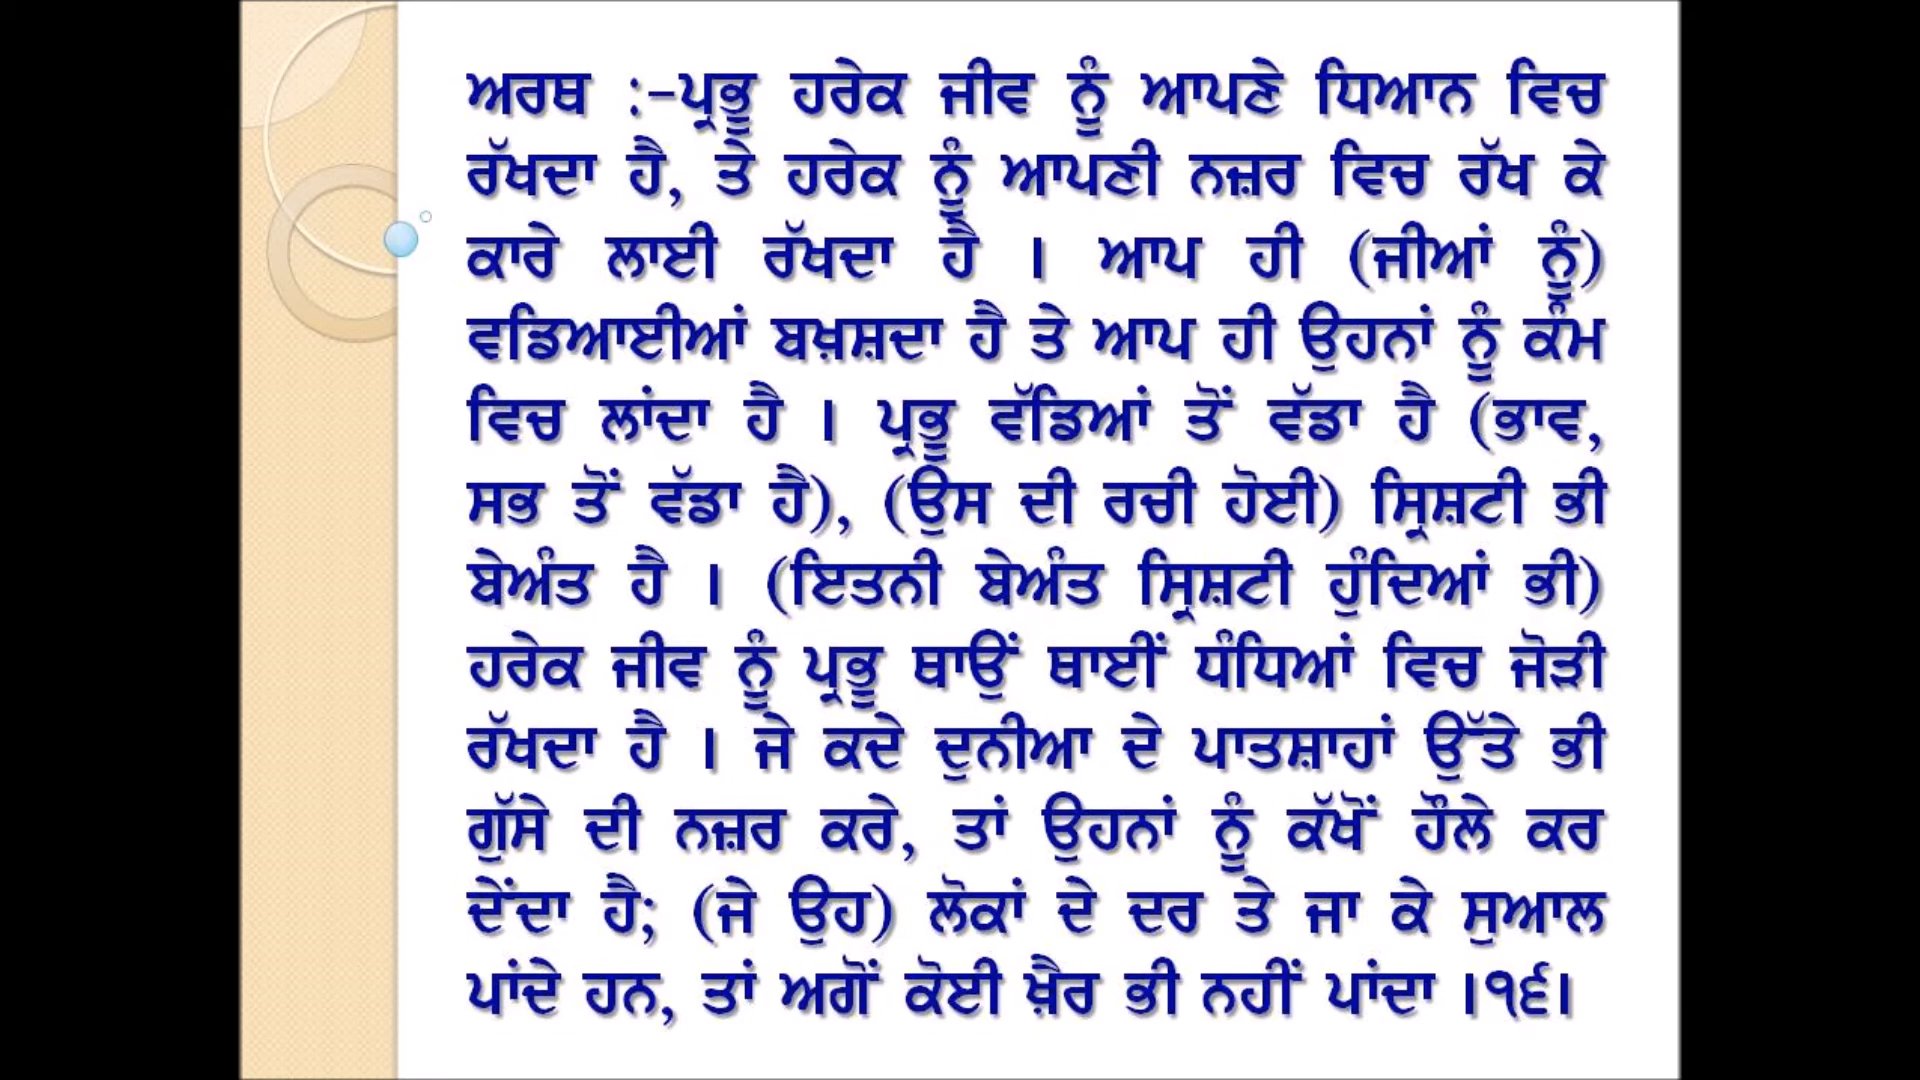 ਅਰਥ :-ਪ੍ਰਭੂ ਹਰੇਕ ਜੀਵ ਨੂੰ ਆਪਣੇ ਧਿਆਨ ਵਿਚ
ਰੱਖਦਾ ਹੈ, ਤੇ ਹਰੇਕ ਨੂੰ ਆਪਣੀ ਨਜ਼ਰ ਵਿਚ ਰੱਖ ਕੇ
ਕਾਰੇ ਲਾਈ ਰੱਖਦਾ ਹੈ । ਆਪ ਹੀ (ਜੀਆਂ ਨੂੰ)
ਵਡਿਆਈਆਂ ਬਖ਼ਸ਼ਦਾ ਹੈ ਤੇ ਆਪ ਹੀ ਉਹਨਾਂ ਨੂੰ ਕੰਮ
ਵਿਚ ਲਾਂਦਾ ਹੈ । ਪ੍ਰਭੂ ਵੱਡਿਆਂ ਤੋਂ ਵੱਡਾ ਹੈ (ਭਾਵ,
ਸਭ ਤੋਂ ਵੱਡਾ ਹੈ), (ਉਸ ਦੀ ਰਚੀ ਹੋਈ) ਸ੍ਰਿਸ਼ਟੀ ਭੀ
ਬੇਅੰਤ ਹੈ । (ਇਤਨੀ ਬੇਅੰਤ ਸ੍ਰਿਸ਼ਟੀ ਹੁੰਦਿਆਂ ਭੀ)
ਹਰੇਕ ਜੀਵ ਨੂੰ ਪ੍ਰਭੂ ਥਾਉਂ ਥਾਈਂ ਧੰਧਿਆਂ ਵਿਚ ਜੋੜੀ
ਰੱਖਦਾ ਹੈ । ਜੇ ਕਦੇ ਦੁਨੀਆ ਦੇ ਪਾਤਸ਼ਾਹਾਂ ਉੱਤੇ ਭੀ
ਗੁੱਸੇ ਦੀ ਨਜ਼ਰ ਕਰੇ, ਤਾਂ ਉਹਨਾਂ ਨੂੰ ਕੱਖੋਂ ਹੌਲੇ ਕਰ
ਦੇਂਦਾ ਹੈ; (ਜੇ ਉਹ) ਲੋਕਾਂ ਦੇ ਦਰ ਤੇ ਜਾ ਕੇ ਸੁਆਲ
ਪਾਂਦੇ ਹਨ, ਤਾਂ ਅਗੋਂ ਕੋਈ ਖ਼ੈਰ ਭੀ ਨਹੀਂ ਪਾਂਦਾ ।੧੬।